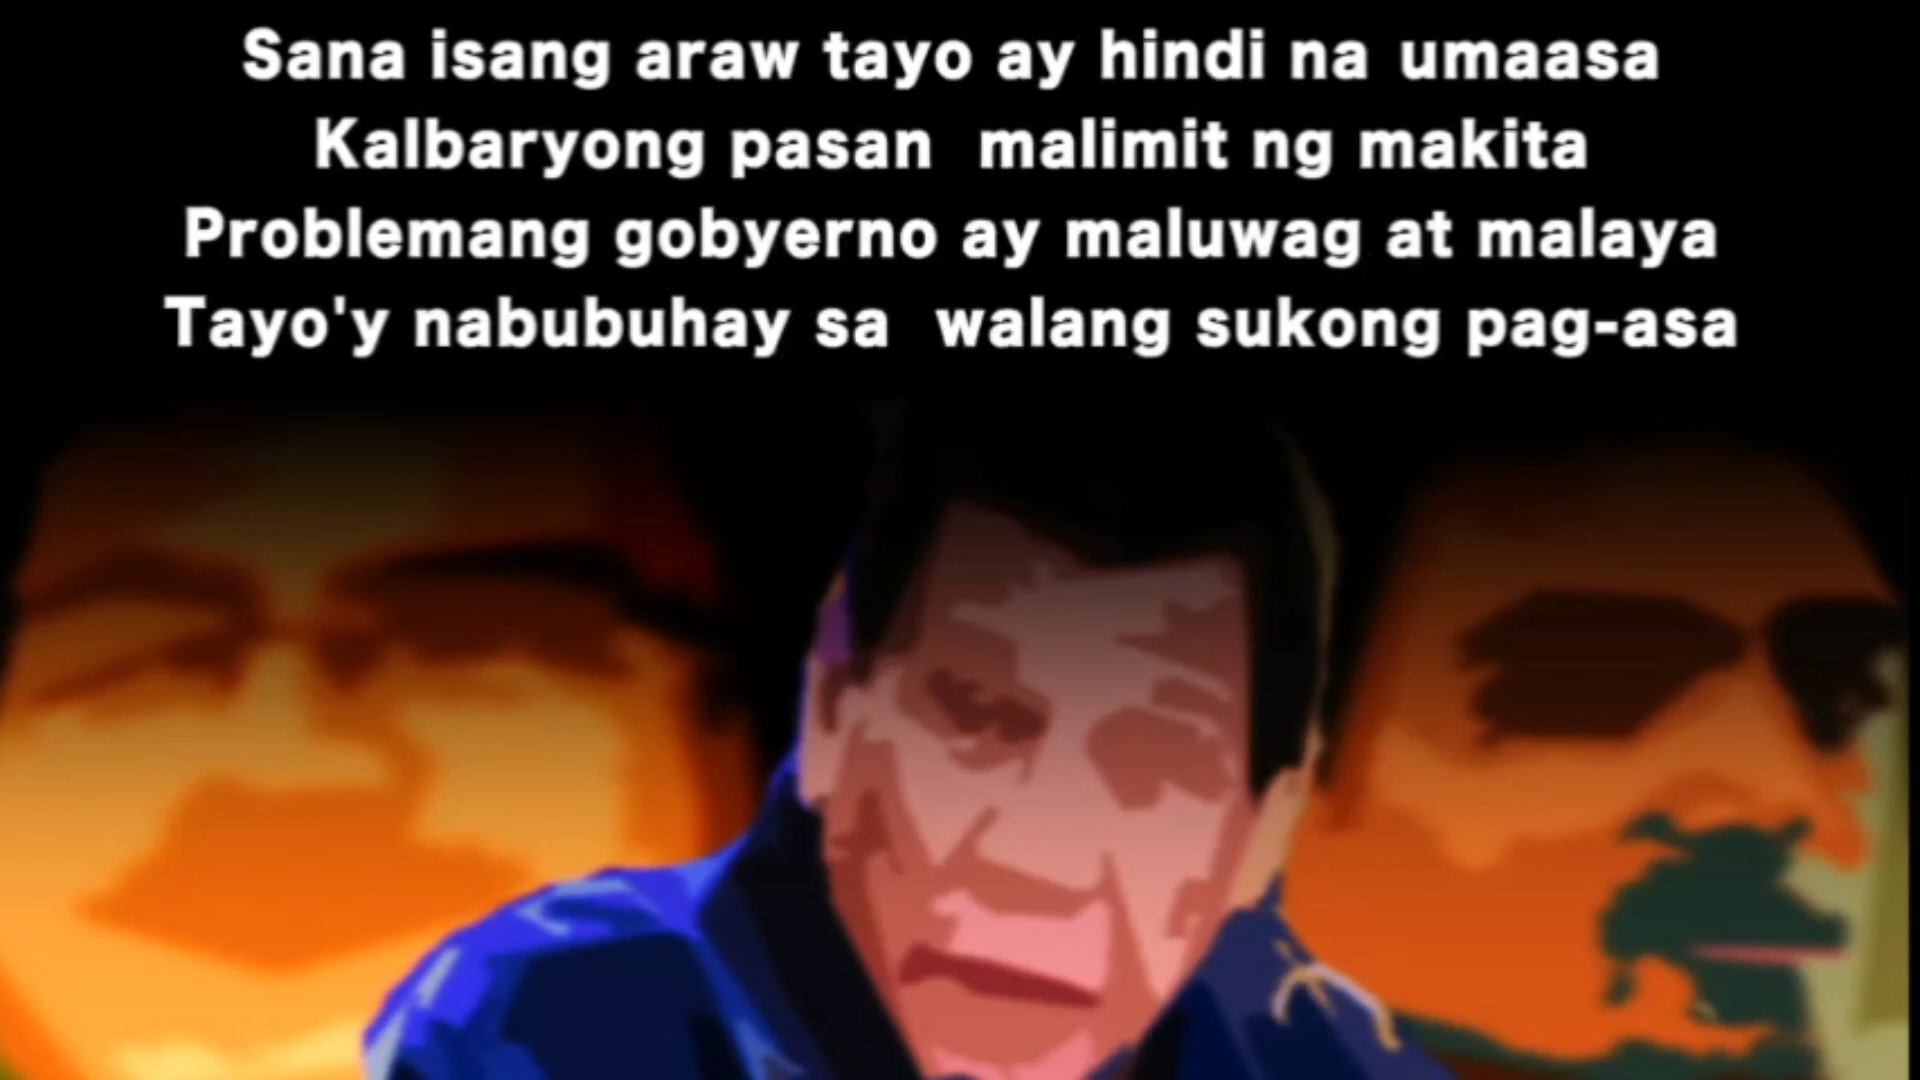 Sana isang araw tayo ay hindi na umaasa
Kalbaryong pasan malimit ng makita
Problemang gobyerno ay maluwag at malaya
Tayo'y nabubuhay sa walang sukong pag-asa